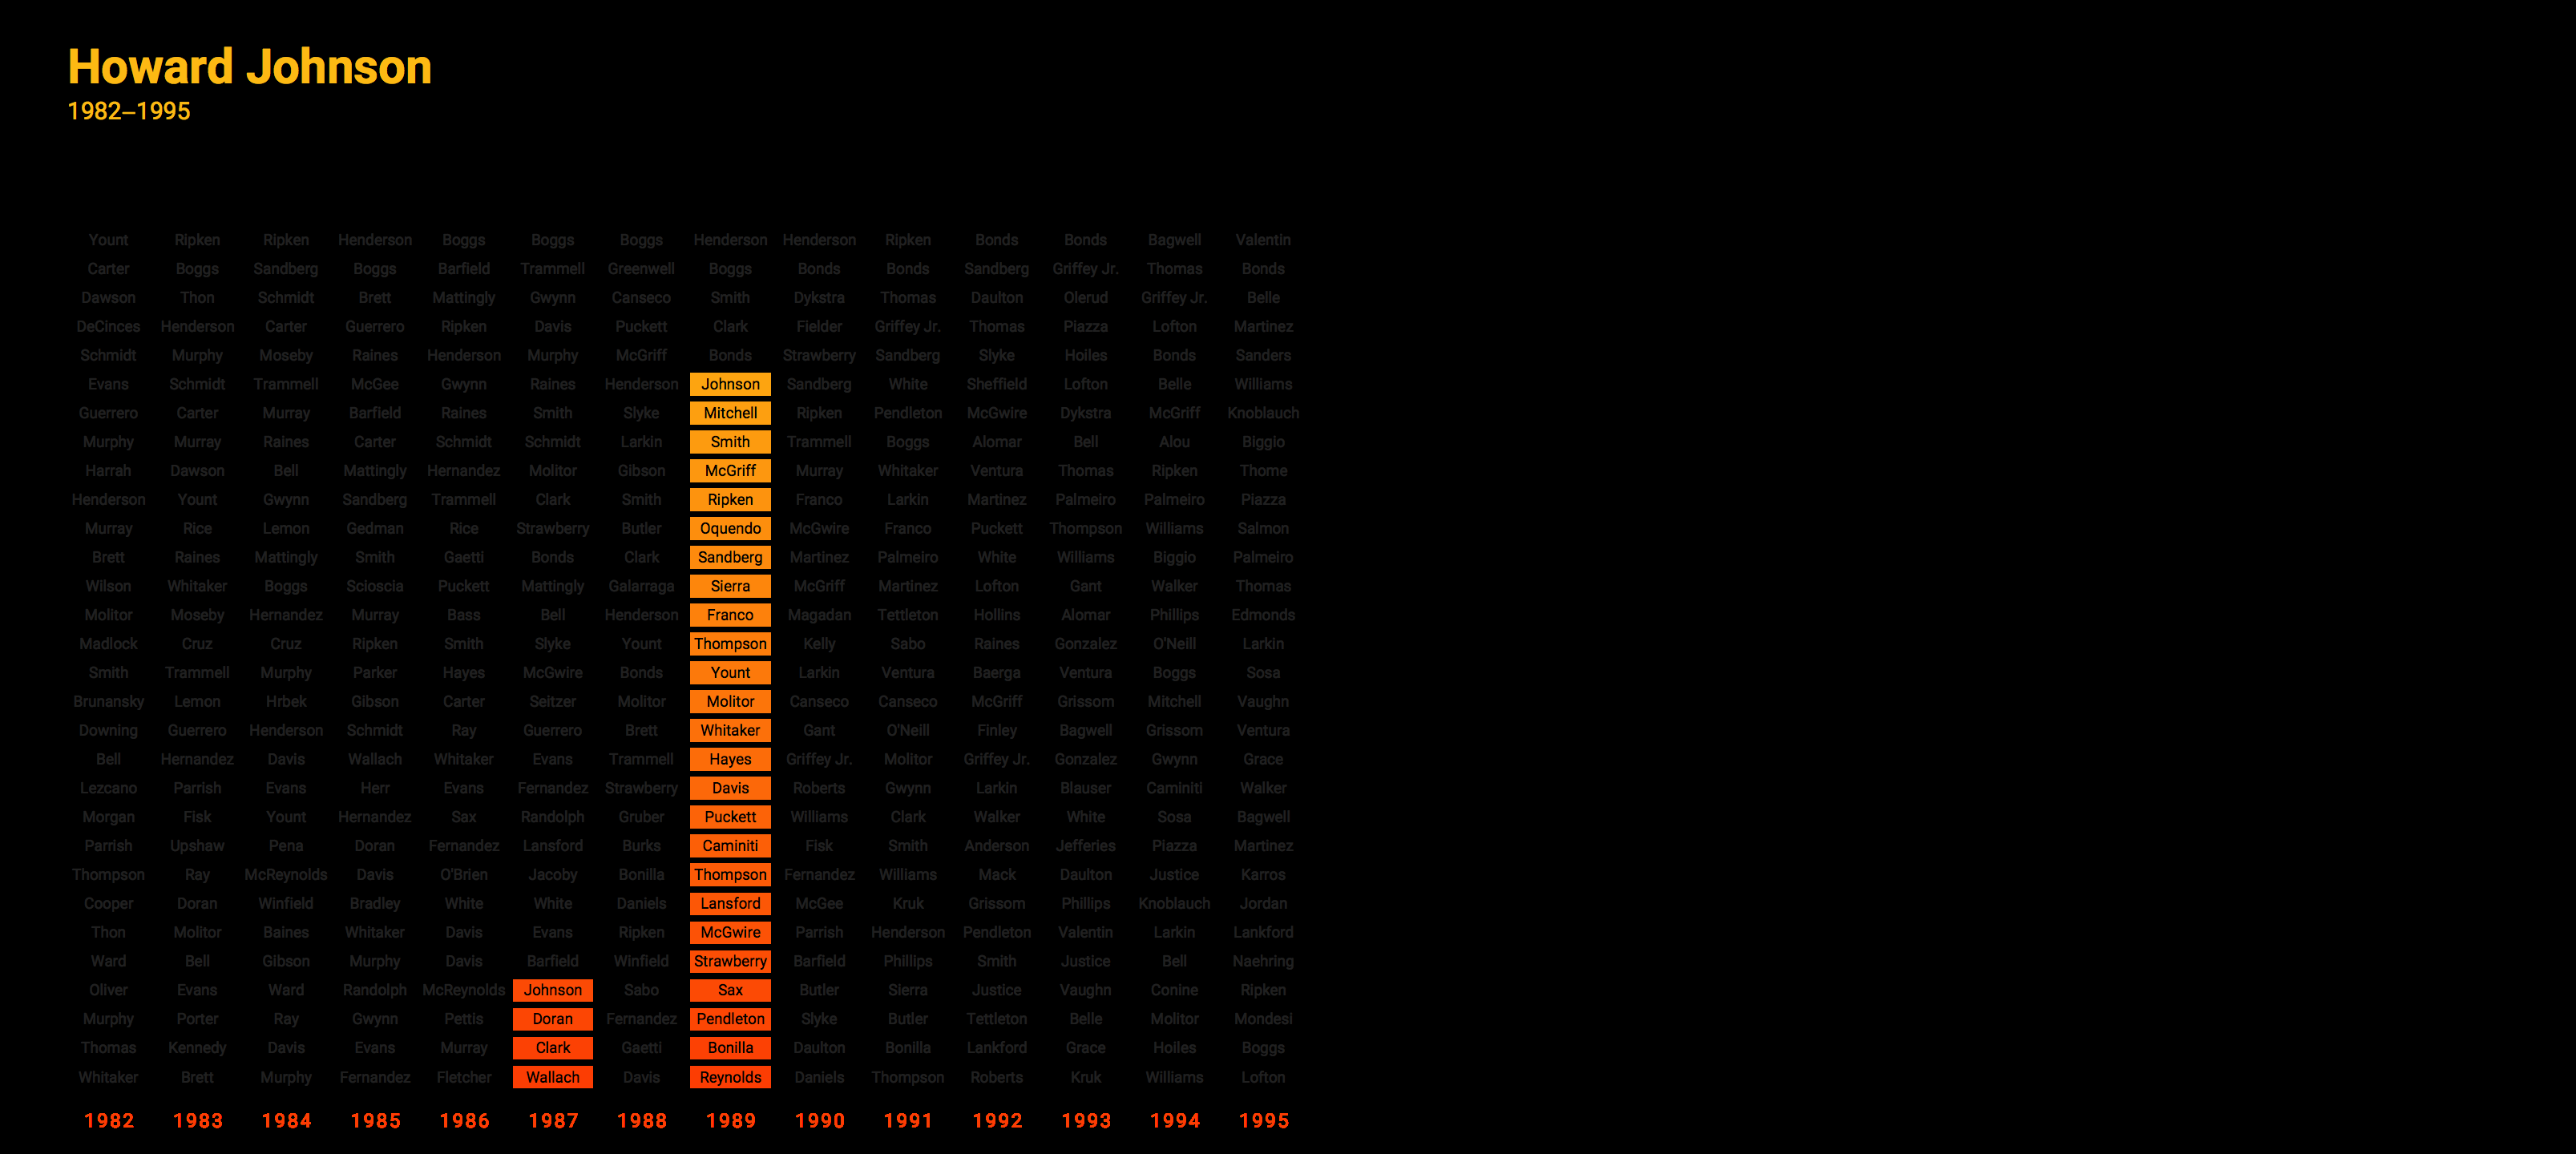 Howard Johnson
1982–1995
Yount Ripken Ripken Henderson Boggs Boggs Boggs Henderson Henderson Ripken Bonds Bonds Bagwell Valentin
Carter Boggs Sandberg Boggs Barfield Trammell Greenwell Boggs Bonds Bonds Sandberg Griffey Jr. Thomas Bonds
Dawson Thon Schmidt Brett Mattingly Gwynn Canseco Smith Dykstra Thomas Daulton Olerud Griffey Jr. Belle
DeCinces Henderson Carter Guerrero Ripken Davis Puckett Clark Fielder Griffey Jr. Thomas Piazza Lofton Martinez
Schmidt Murphy Moseby Raines Henderson Murphy McGriff Bonds Strawberry Sandberg Slyke Hoiles Bonds Sanders
Evans Schmidt Trammell McGee Gwynn Raines Henderson Johnson Sandberg White Sheffield Lofton Belle Williams
Guerrero Carter Murray Barfield Raines Smith Slyke Mitchell Ripken Pendleton McGwire Dykstra McGriff Knoblauch
Murphy Murray Raines Carter Schmidt Schmidt Larkin Smith Trammell Boggs Alomar Bell Alou Biggio
Harrah Dawson Bell Mattingly Hernandez Molitor Gibson McGriff Murray Whitaker Ventura Thomas Ripken Thome
Henderson Yount Gwynn Sandberg Trammell Clark Smith Ripken Franco Larkin Martinez Palmeiro Palmeiro Piazza
Murray Rice Lemon Gedman Rice Strawberry Butler Oquendo McGwire Franco Puckett Thompson Williams Salmon
Brett Raines Mattingly Smith Gaetti Bonds Clark Sandberg Martinez Palmeiro White Williams Biggio Palmeiro
Wilson Whitaker Boggs Scioscia Puckett Mattingly Galarraga Sierra McGriff Martinez Lofton Gant Walker Thomas
Molitor Moseby Hernandez Murray Bass Bell Henderson Franco Magadan Tettleton Hollins Alomar Phillips Edmonds
Madlock Cruz Cruz Ripken Smith Slyke Yount Thompson Kelly Sabo Raines Gonzalez O'Neill Larkin
Smith Trammell Murphy Parker Hayes McGwire Bonds Yount Larkin Ventura Baerga Ventura Boggs Sosa
Brunansky Lemon Hrbek Gibson Carter Seitzer Molitor Molitor Canseco Canseco McGriff Grissom Mitchell Vaughn
Downing Guerrero Henderson Schmidt Ray Guerrero Brett Whitaker Gant O'Neill Finley Bagwell Grissom Ventura
Bell Hernandez Davis Wallach Whitaker Evans Trammell Hayes Griffey Jr. Molitor Griffey Jr. Gonzalez Gwynn Grace
Lezcano Parrish Evans Herr Evans Fernandez Strawberry Davis Roberts Gwynn Larkin Blauser Caminiti Walker
Morgan Fisk Yount Hernandez Sax Randolph Gruber Puckett Williams Clark Walker White Sosa Bagwell
Parrish Upshaw Pena Doran Fernandez Lansford Burks Caminiti Fisk Smith Anderson Jefferies Piazza Martinez
Thompson Ray McReynolds Davis O'Brien Jacoby Bonilla Thompson Fernandez Williams Mack Daulton Justice Karros
Cooper Doran Winfield Bradley White White Daniels Lansford McGee Kruk Grissom Phillips Knoblauch Jordan
Thon Molitor Baines Whitaker Davis Evans Ripken McGwire Parrish Henderson Pendleton Valentin Larkin Lankford
Ward Bell Gibson Murphy Davis Barfield Winfield Strawberry Barfield Phillips Smith Justice Bell Naehring
Oliver Evans Ward Randolph McReynolds Johnson Sabo Sax Butler Sierra Justice Vaughn Conine Ripken
Murphy Porter Ray Gwynn Pettis Doran Fernandez Pendleton Slyke Butler Tettleton Belle Molitor Mondesi
Thomas Kennedy Davis Evans Murray Clark Gaetti Bonilla Daulton Bonilla Lankford Grace Hoiles Boggs
Whitaker Brett Murphy Fernandez Fletcher Wallach Davis Reynolds Daniels Thompson Roberts Kruk Williams Lofton
1982 1983 1984 1985 1986 1987 1988 1989 1990 1991 1992 1993 1994 1995